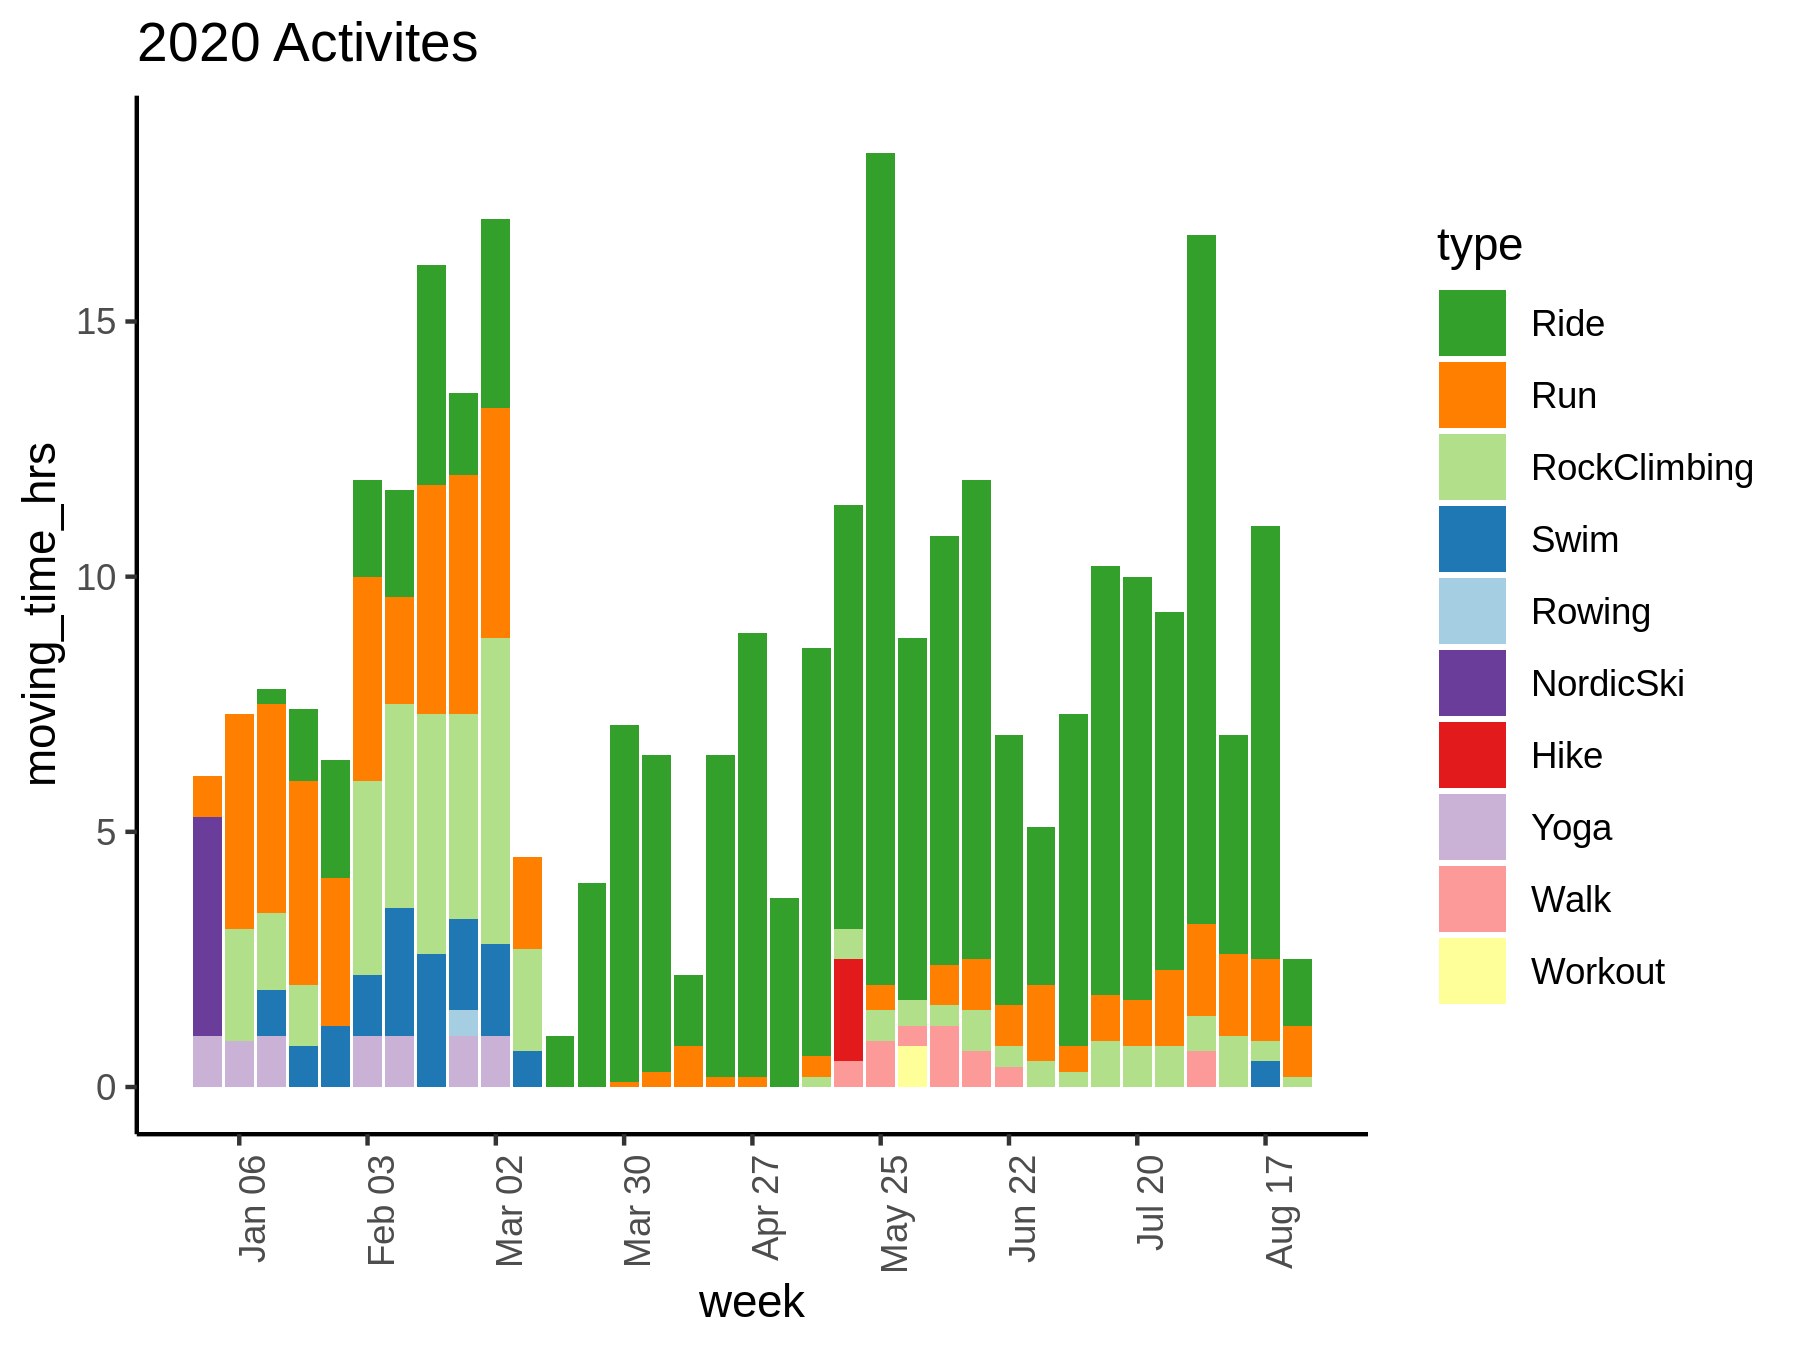 2020 Activites
moving_time_hrs
15
10
5
0
Jan 06
Feb 03
Mar 02
Mar 30
Apr 27
May 25
Jun 22
Jul 20
Aug 17
week
type
Ride
Run
RockClimbing
Swim
Rowing
NordicSki
Hike
Yoga
Walk
Workout